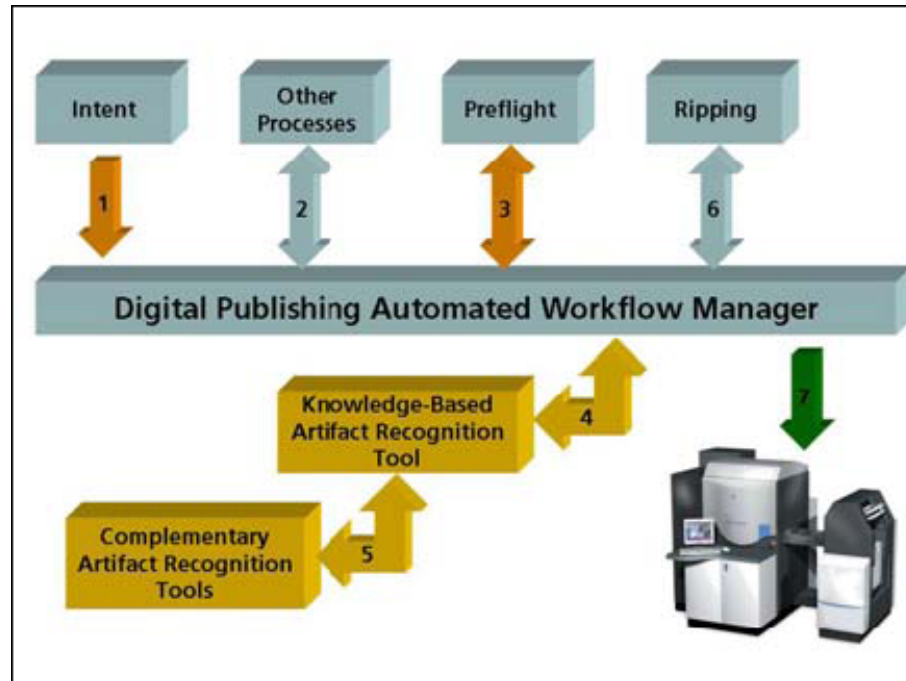 Intent
Other
Processes
Preflight
Ripping
1
2
3
6
Digital Publishing Automated Workflow Manager
7
Knowledge-Based
Artifact Recognition
Tool
4
Complementary
Artifact Recognition
Tools
5